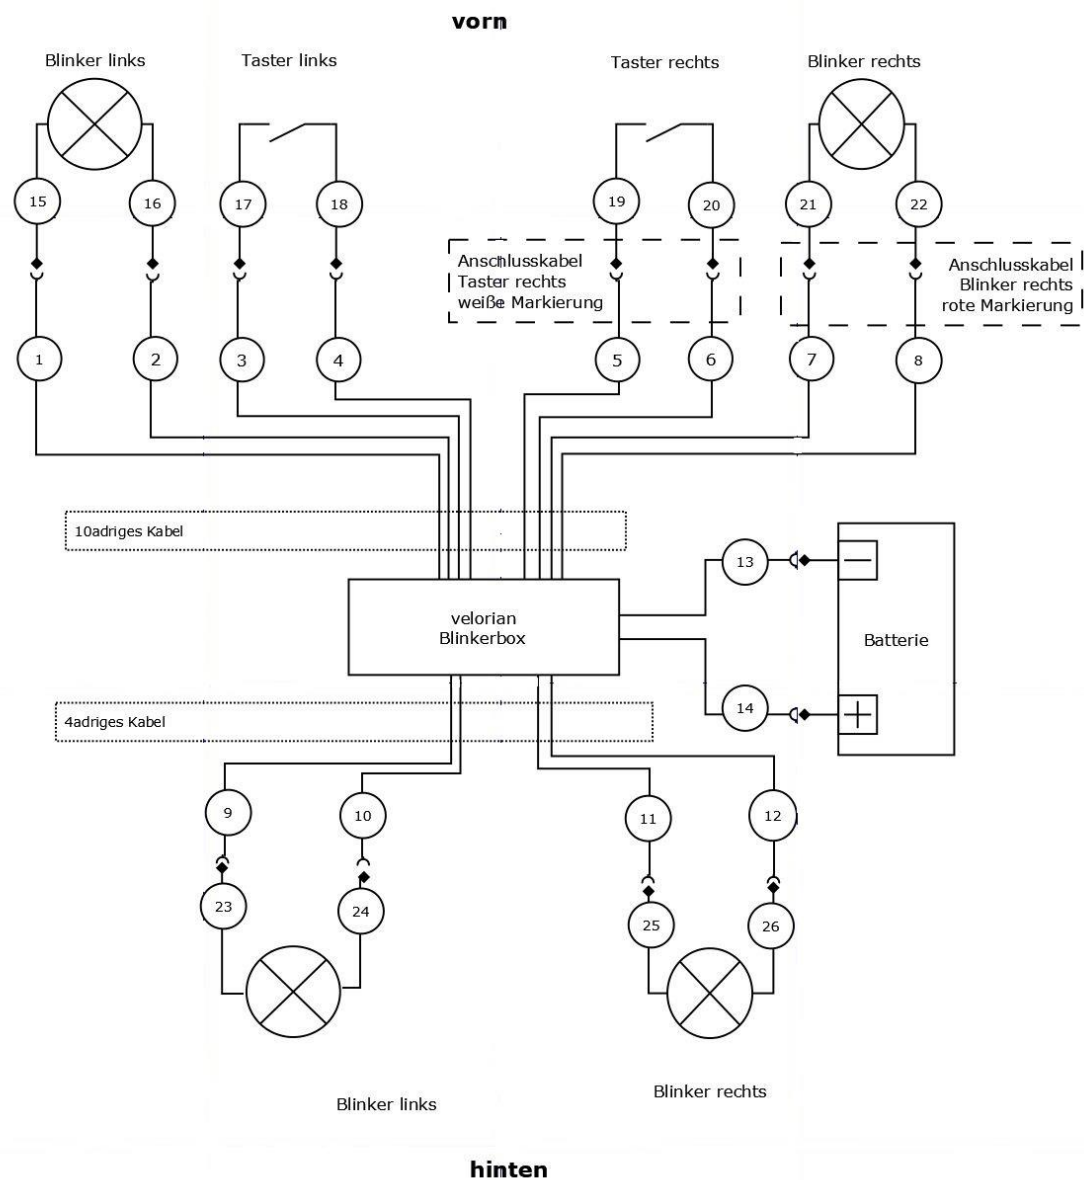 vorn
Blinker links
Taster links
Taster rechts
Blinker rechts
15
16
17
18
19
20
21
22
Anschlusskabel
Taster rechts
weiße Markierung
Anschlusskabel
Blinker rechts
rote Markierung
1
2
3
4
5
6
7
8
10adriges Kabel
velorian
Blinkerbox
13
14
Batterie
4adriges Kabel
9
10
11
12
23
24
25
26
Blinker links
Blinker rechts
hinten